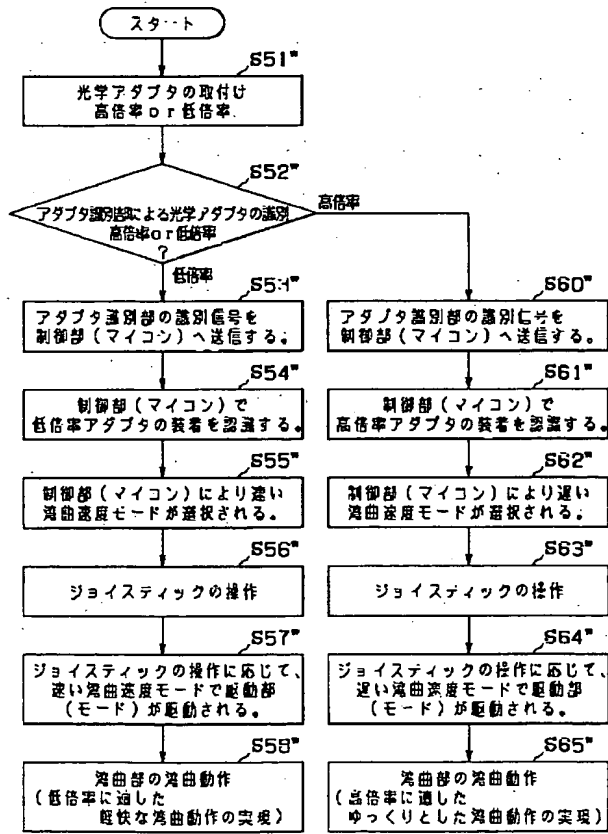 スタート
S51"
光学アダプタの取付け
高倍率or低倍率
S52"
アダプタ識別部による光学アダプタの識別
高倍率or低倍率
?
高倍率
低倍率
S53"
アダプタ識別部の識別信号を
制御部(マイコン)へ送信する。
S54"
制御部(マイコン)で
低倍率アダプタの装着を認識する。
S55"
制御部(マイコン)により速い
湾曲速度モードが選択される。
S56"
ジョイスティックの操作
S57"
ジョイスティックの操作に応じて、
速い湾曲速度モードで駆動部
(モード)が駆動される。
S58"
湾曲部の湾曲動作
(低倍率に適した
軽快な湾曲動作の実現)
S60"
アダプタ識別部の識別信号を
制御部(マイコン)へ送信する。
S61"
制御部(マイコン)で
高倍率アダプタの装着を認識する。
S62"
制御部(マイコン)により遅い
湾曲速度モードが選択される。
S63"
ジョイスティックの操作
S64"
ジョイスティックの操作に応じて、
遅い湾曲速度モードで駆動部
(モード)が駆動される。
S65"
湾曲部の湾曲動作
(高倍率に適した
ゆっくりとした湾曲動作の実現)